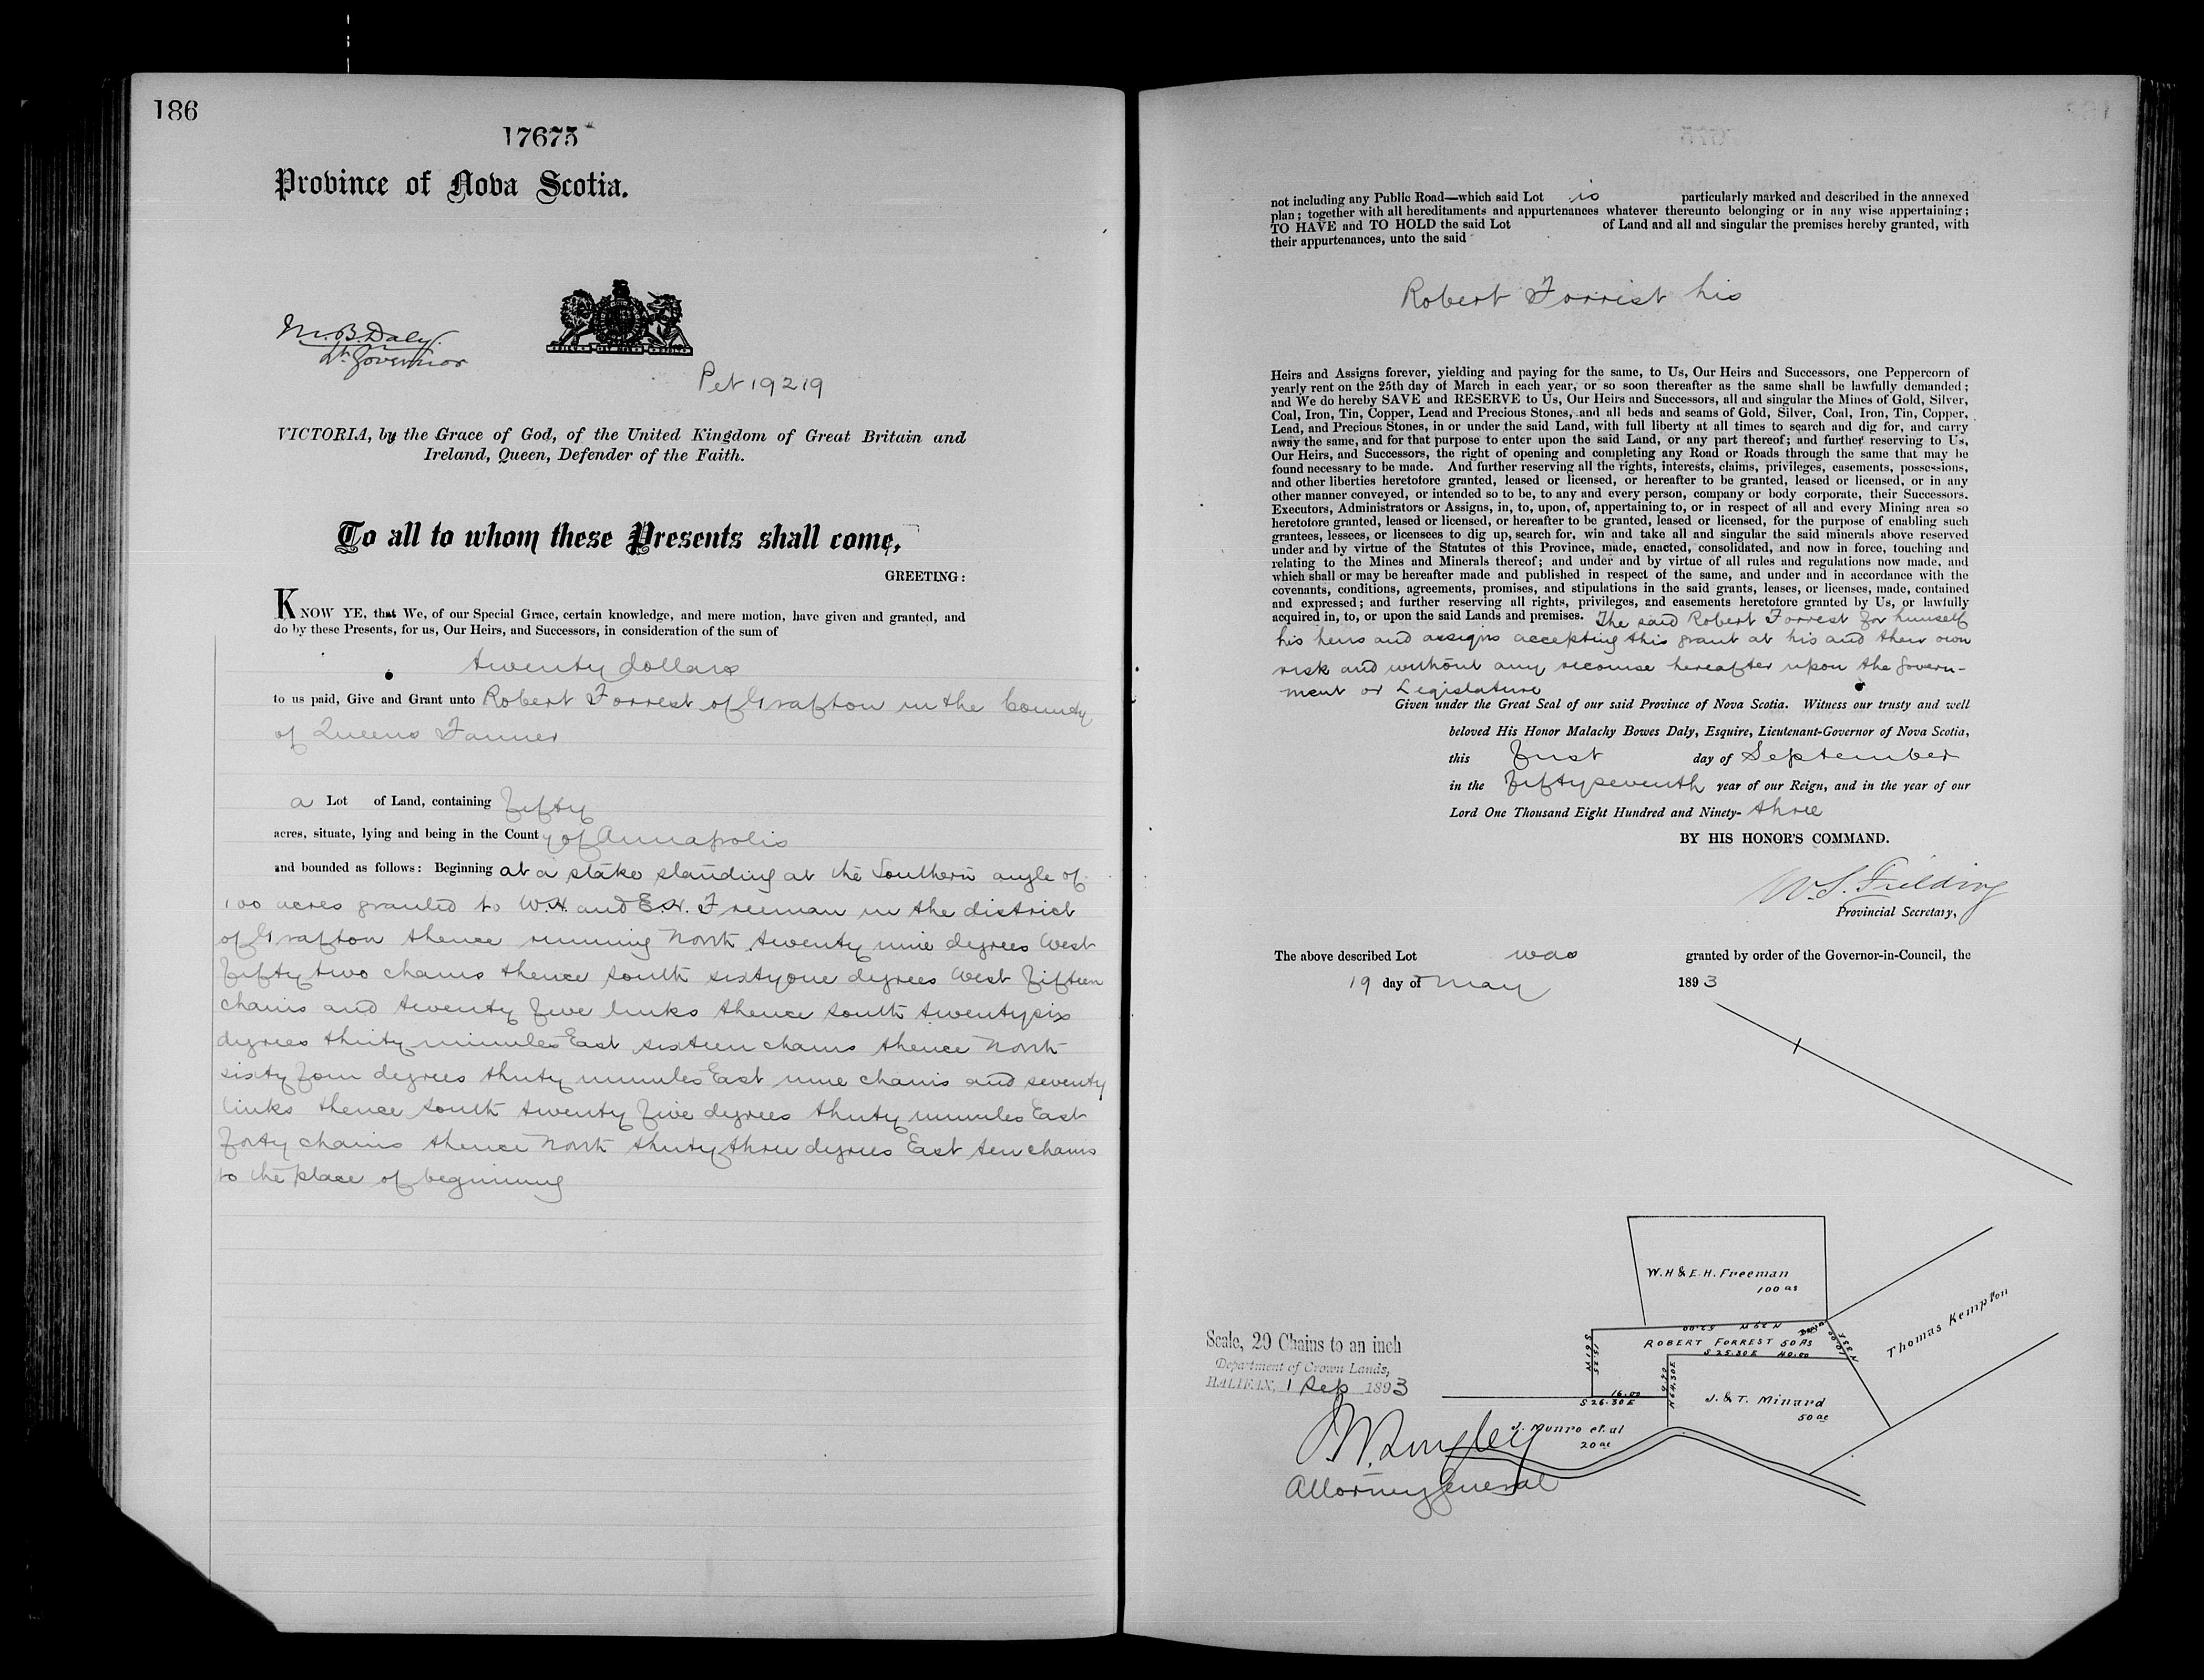 186
17675
Province of Nova Scotia.
M. B. Daly.
Lt. Governor
Pet 19219
VICTORIA, by the Grace of God, of the United Kingdom of Great Britain and
Ireland, Queen, Defender of the Faith.
To all to whom these Presents shall come,
GREETING:
KNOW YE, that We, of our Special Grace, certain knowledge, and mere motion, have given and granted, and
do by these Presents, for us, Our Heirs, and Successors, in consideration of the sum of
twenty dollars
to us paid, Give and Grant unto Robert Forrest of Grafton in the County
of Queens Farmer
a Lot of Land, containing fifty
acres, situate, lying and being in the County of Annapolis
and bounded as follows: Beginning at a stake standing at the Southern angle of
100 acres granted to W.H. and E.H. Freeman in the district
of Grafton thence running North twenty nine degrees West
fifty two chains thence south sixty one degrees West fifteen
chains and twenty five links thence south twenty six
degrees thirty minutes East sixteen chains thence North
sixty four degrees thirty minutes East nine chains and seventy
links thence south twenty five degrees thirty minutes East
forty chains thence North thirty three degrees East ten chains
to the place of beginning
not including any Public Road—which said Lot is particularly marked and described in the annexed
plan; together with all hereditaments and appurtenances whatever thereunto belonging or in any wise appertaining;
TO HAVE and TO HOLD the said Lot of Land and all and singular the premises hereby granted, with
their appurtenances, unto the said
Robert Forrist his
Heirs and Assigns forever, yielding and paying for the same, to Us, Our Heirs and Successors, one Peppercorn of
yearly rent on the 25th day of March in each year, or so soon thereafter as the same shall be lawfully demanded;
and We do hereby SAVE and RESERVE to Us, Our Heirs and Successors, all and singular the Mines of Gold, Silver,
Coal, Iron, Tin, Copper, Lead and Precious Stones, and all beds and seams of Gold, Silver, Coal, Iron, Tin, Copper,
Lead, and Precious Stones, in or under the said Land, with full liberty at all times to search and dig for, and carry
away the same, and for that purpose to enter upon the said Land, or any part thereof; and further reserving to Us,
Our Heirs, and Successors, the right of opening and completing any Road or Roads through the same that may be
found necessary to be made. And further reserving all the rights, interests, claims, privileges, easements, possessions,
and other liberties heretofore granted, leased or licensed, or hereafter to be granted, leased or licensed, or in any
other manner conveyed, or intended so to be, to any and every person, company or body corporate, their Successors.
Executors, Administrators or Assigns, in, to, upon, of, appertaining to, or in respect of all and every Mining area so
heretofore granted, leased or licensed, or hereafter to be granted, leased or licensed, for the purpose of enabling such
grantees, lessees, or licensees to dig up, search for, win and take all and singular the said minerals above reserved
under and by virtue of the Statutes of this Province, made, enacted, consolidated, and now in force, touching and
relating to the Mines and Minerals thereof; and under and by virtue of all rules and regulations now made, and
which shall or may be hereafter made and published in respect of the same, and under and in accordance with the
covenants, conditions, agreements, promises, and stipulations in the said grants, leases, or licenses, made, contained
and expressed; and further reserving all rights, privileges, and easements heretofore granted by Us, or lawfully
acquired in, to, or upon the said Lands and premises. The said Robert Forrest for himself
his heirs and assigns accepting this grant at his and their own
risk and without any recourse hereafter upon the Govern-
ment or Legislature
Given under the Great Seal of our said Province of Nova Scotia. Witness our trusty and well
beloved His Honor Malachy Bowes Daly, Esquire, Lieutenant-Governor of Nova Scotia,
this first day of September
in the fiftyseventh year of our Reign, and in the year of our
Lord One Thousand Eight Hundred and Ninety-three
BY HIS HONOR'S COMMAND.
W.S. Fielding
Provincial Secretary,
The above described Lot was granted by order of the Governor-in-Council, the
19 day of May 1893
W. H & E. H. Freeman
100 as
Thomas Kempton
N 29 W 52.00
ROBERT FORREST 50 As
S 25.30 E 40.00
S 61 W
15.25
N 33 E
10.00
16.00
S 26.30 E
9.70
N 64.30 E
J. & T. Minard
50 ac
J. Munro et. al
20 ac
Scale, 20 Chains to an inch
Department of Crown Lands,
HALIFAX, 1 Sep 1893
J W Longley
Attorney General